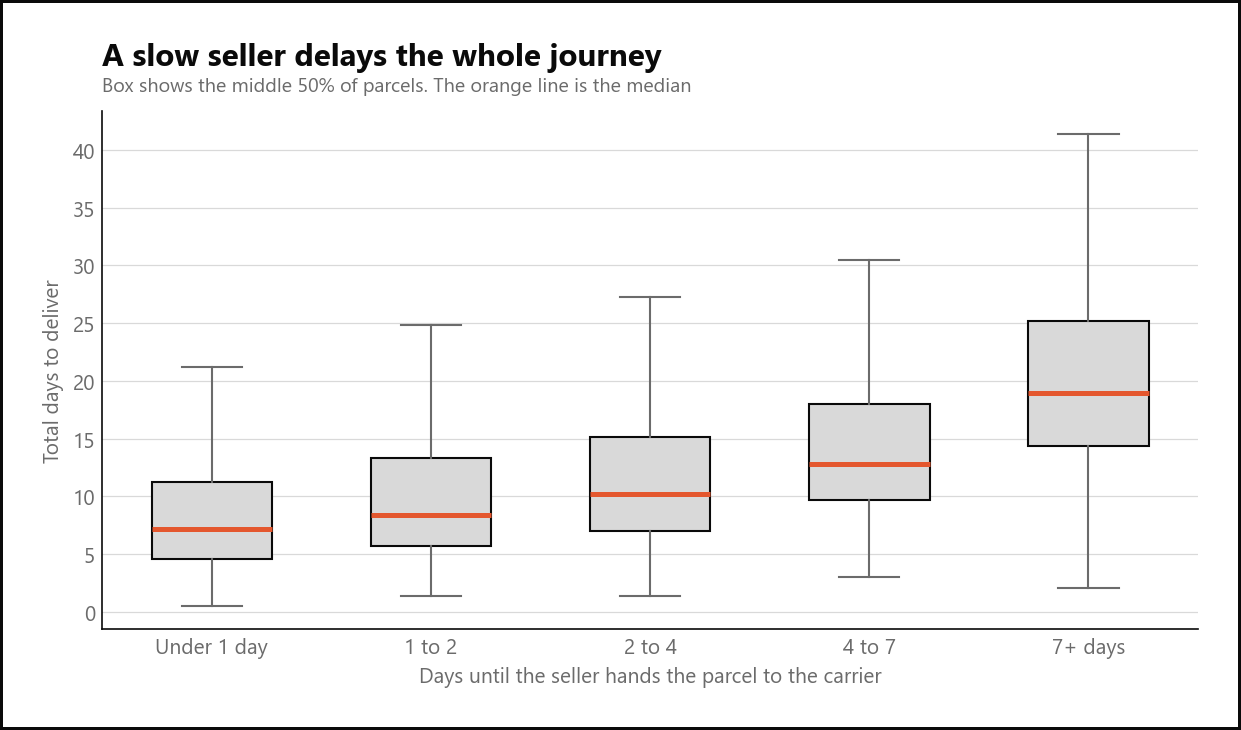 A slow seller delays the whole journey
Box shows the middle 50% of parcels. The orange line is the median
Total days to deliver
40
35
30
25
20
15
10
5
0
Under 1 day
1 to 2
2 to 4
4 to 7
7+ days
Days until the seller hands the parcel to the carrier